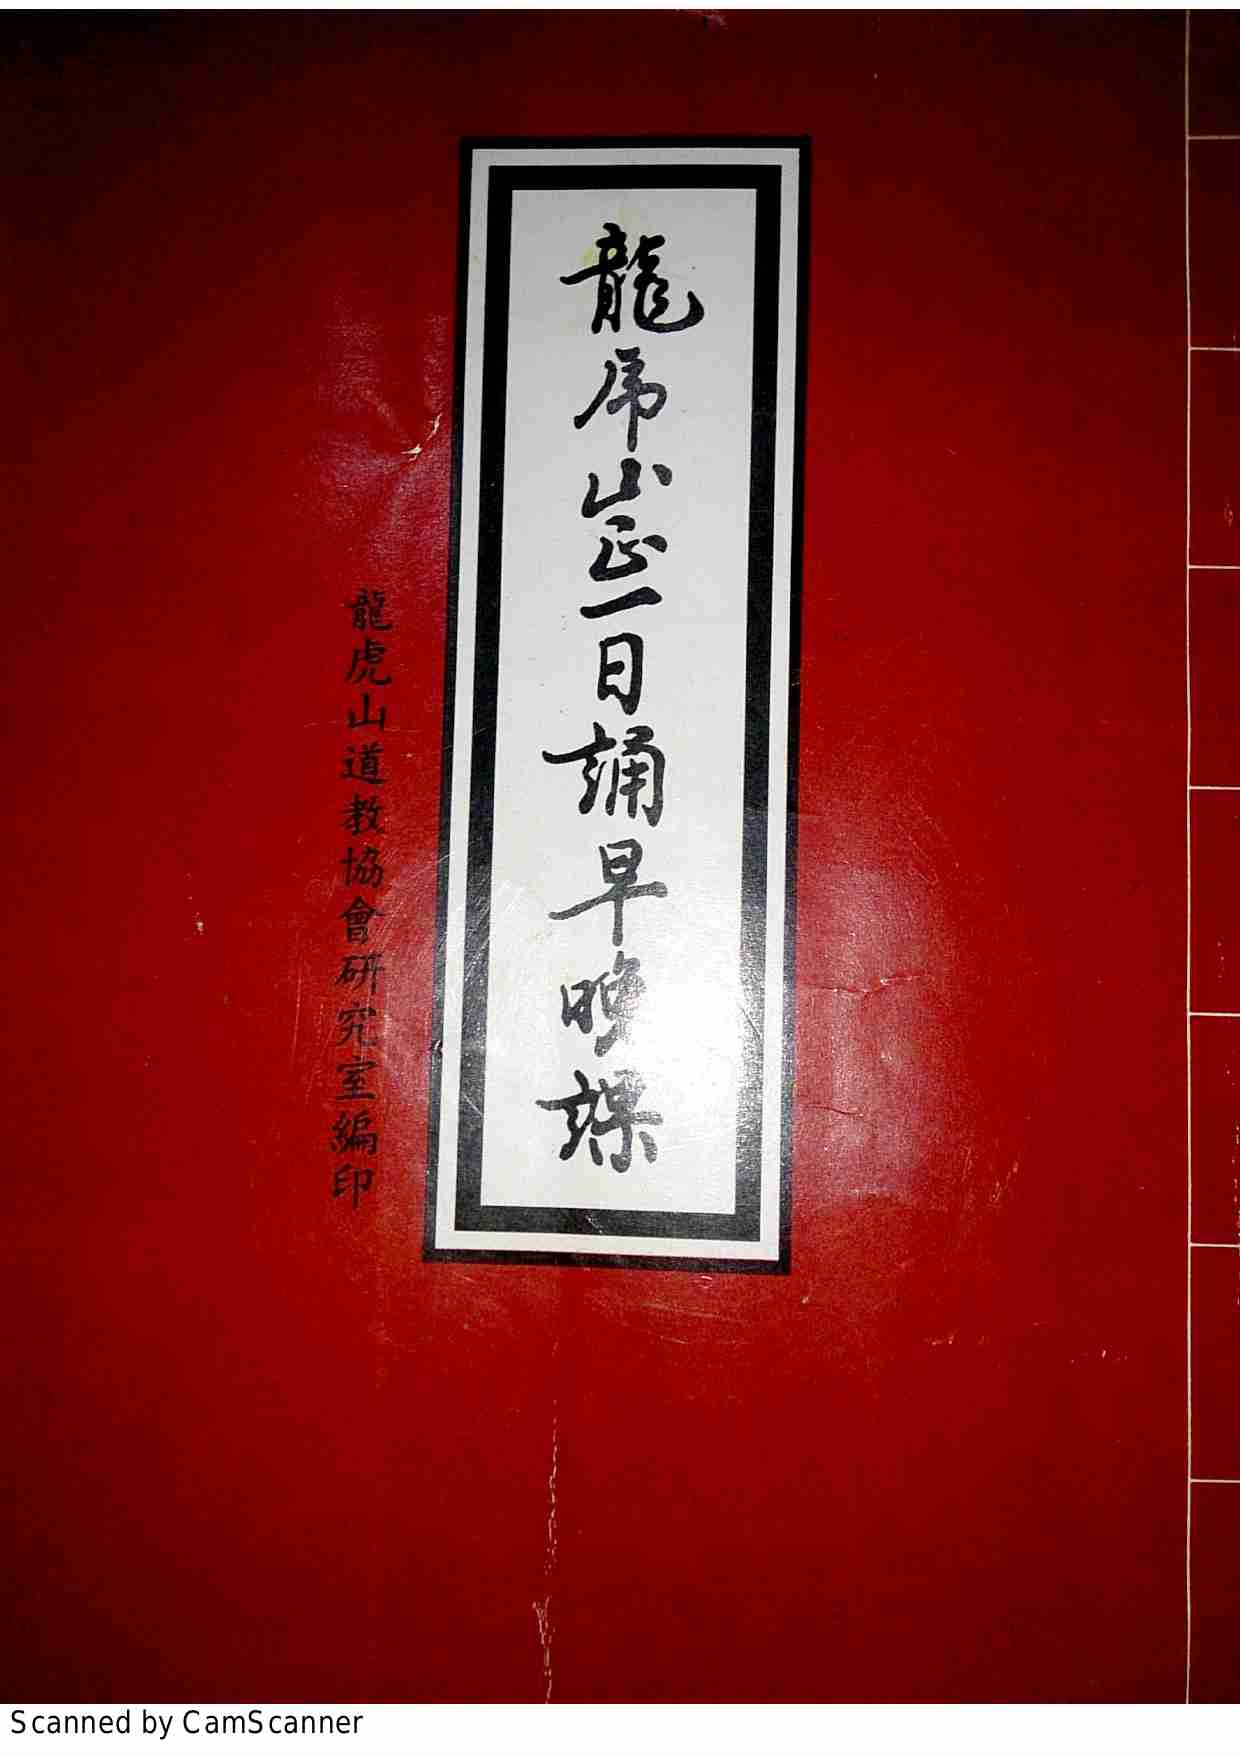 龍虎山正一日誦早晚課
龍虎山道教協會研究室編印
Scanned by CamScanner